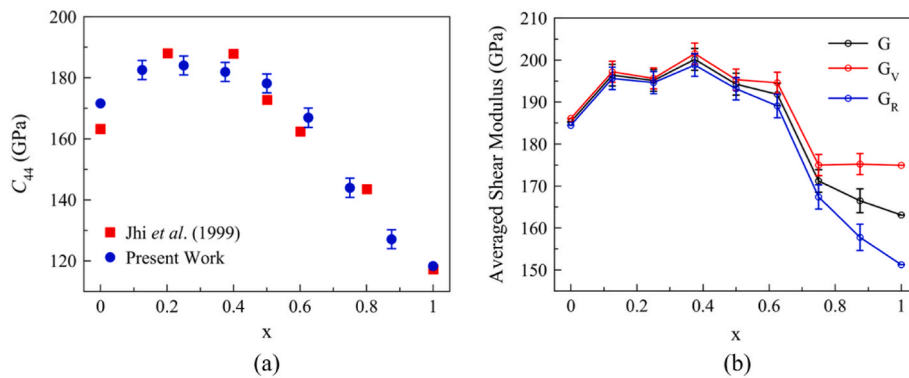 200
180
160
140
120
C44 (GPa)
Jhi et al. (1999)
Present Work
0
0.2
0.4
0.6
0.8
1
x
(a)
210
200
190
180
170
160
150
Averaged Shear Modulus (GPa)
G
GV
GR
0
0.2
0.4
0.6
0.8
1
x
(b)